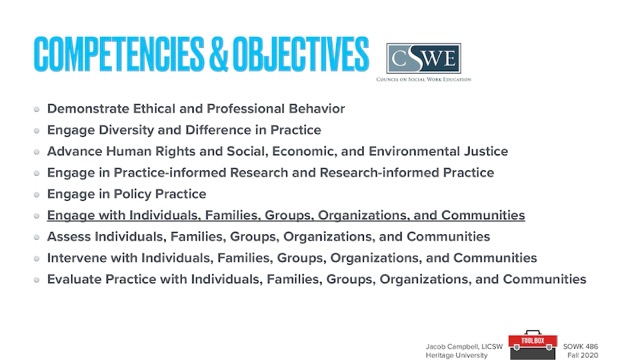 COMPETENCIES & OBJECTIVES
CSWE
COUNCIL ON SOCIAL WORK EDUCATION
Demonstrate Ethical and Professional Behavior
Engage Diversity and Difference in Practice
Advance Human Rights and Social, Economic, and Environmental Justice
Engage in Practice-informed Research and Research-informed Practice
Engage in Policy Practice
Engage with Individuals, Families, Groups, Organizations, and Communities
Assess Individuals, Families, Groups, Organizations, and Communities
Intervene with Individuals, Families, Groups, Organizations, and Communities
Evaluate Practice with Individuals, Families, Groups, Organizations, and Communities
Jacob Campbell, LICSW
Heritage University
TOOLBOX
SOWK 486
Fall 2020